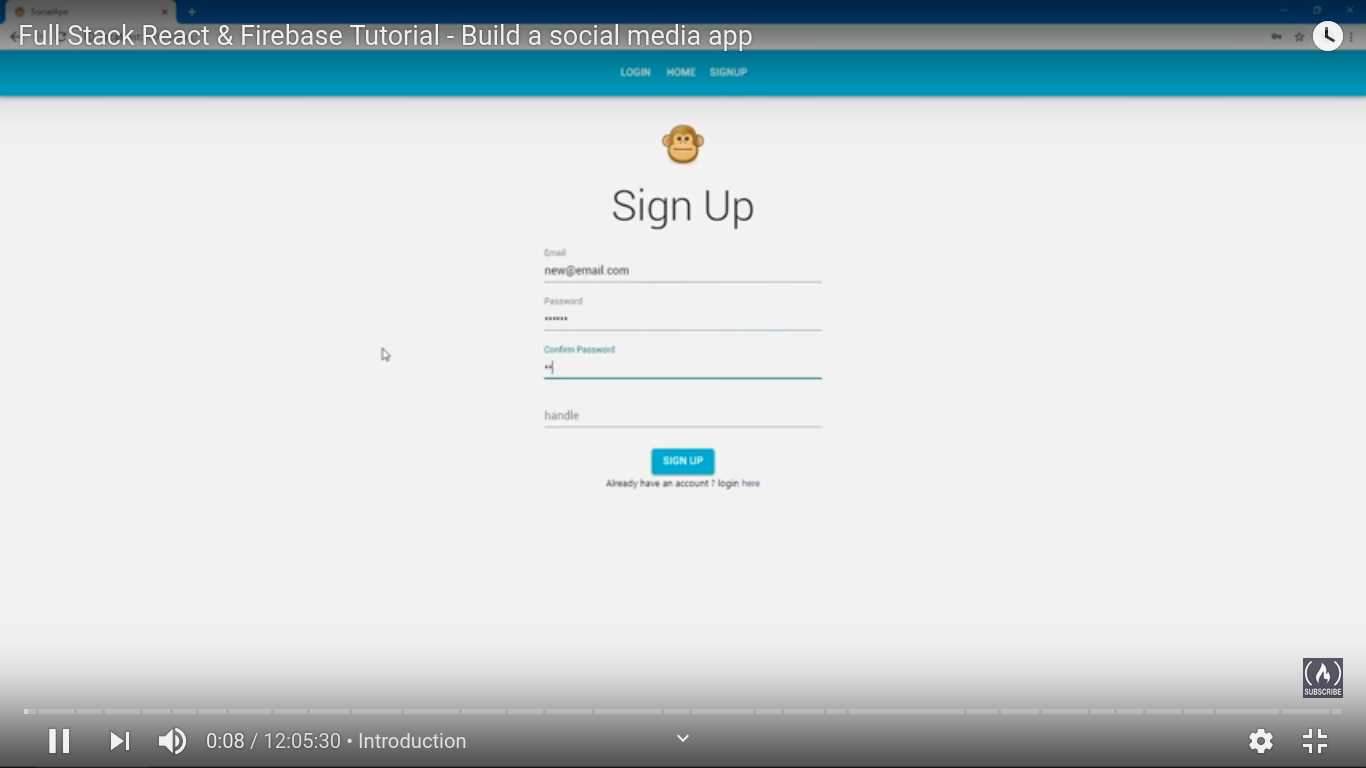 SocialApe
Full Stack React & Firebase Tutorial - Build a social media app
LOGIN HOME SIGNUP
Sign Up
Email
new@email.com
Password
••••••
Confirm Password
••
handle
SIGN UP
Already have an account ? login here
SUBSCRIBE
0:08 / 12:05:30 • Introduction